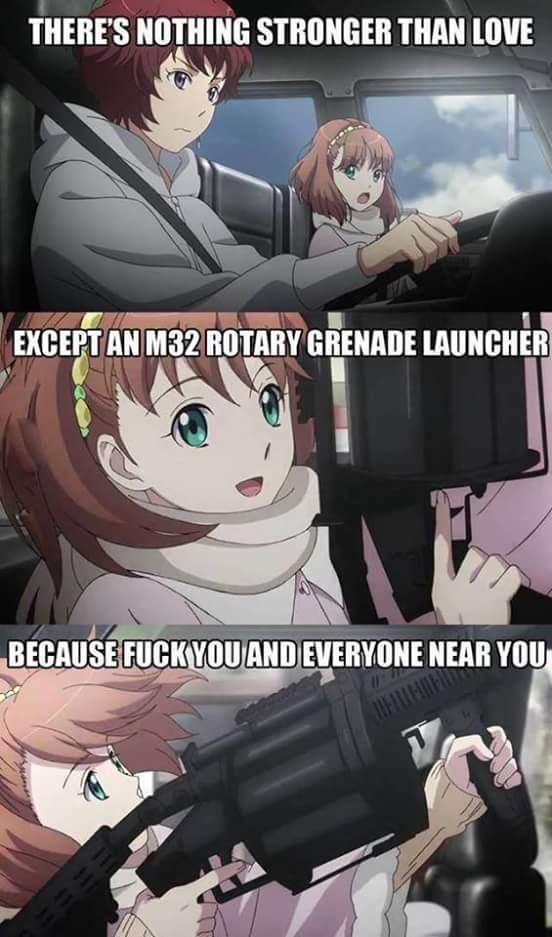 THERE'S NOTHING STRONGER THAN LOVE
EXCEPT AN M32 ROTARY GRENADE LAUNCHER
BECAUSE FUCK YOU AND EVERYONE NEAR YOU